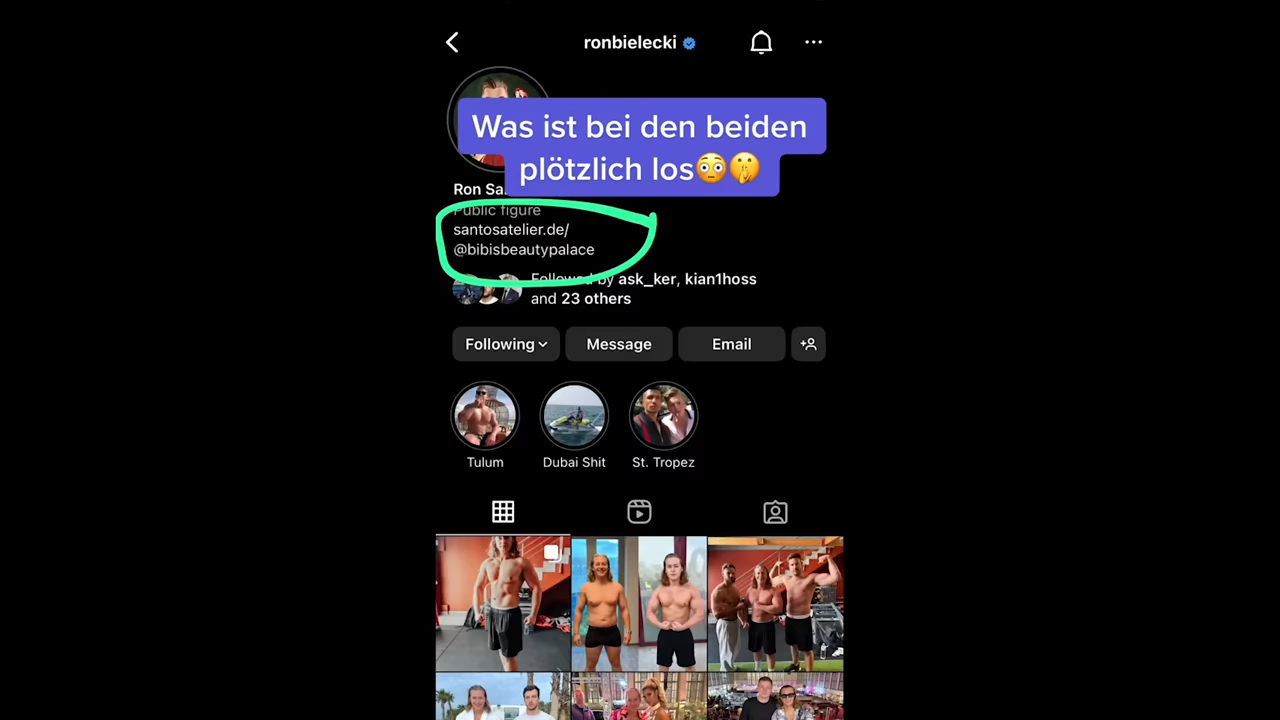 ronbielecki
Was ist bei den beiden
plötzlich los😳🤫
Ron Sa
Public figure
santosatelier.de/
@bibisbeautypalace
Followed by ask_ker, kian1hoss
and 23 others
Following
Message
Email
Tulum
Dubai Shit
St. Tropez